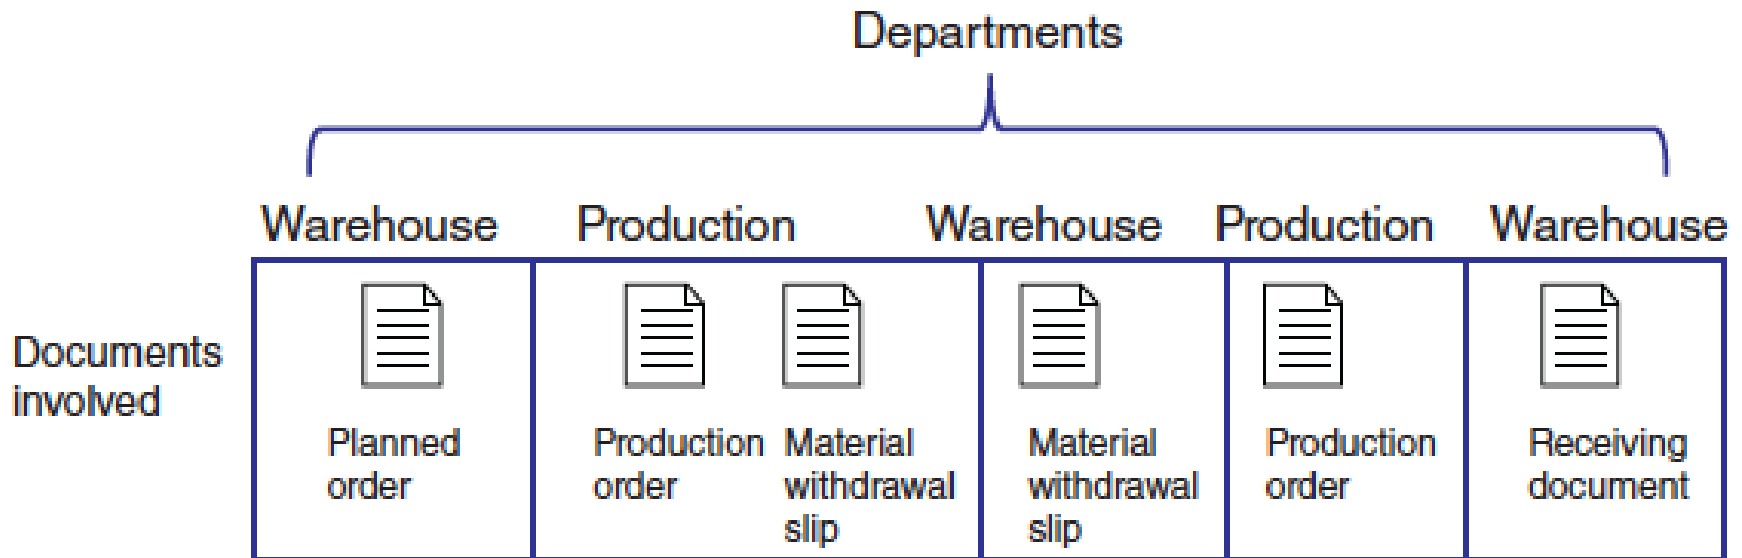 Departments
Warehouse Production Warehouse Production Warehouse
Documents
involved
Planned
order
Production
order
Material
withdrawal
slip
Material
withdrawal
slip
Production
order
Receiving
document